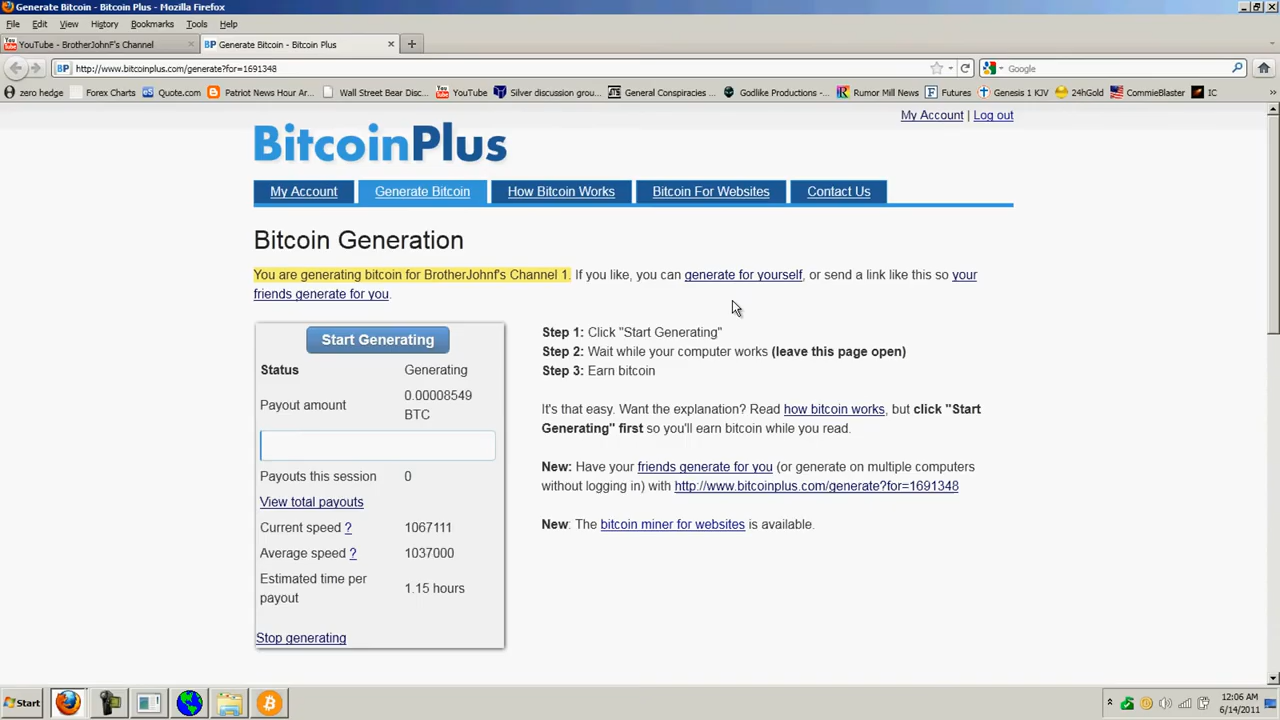 Generate Bitcoin - Bitcoin Plus - Mozilla Firefox
File Edit View History Bookmarks Tools Help
YouTube - BrotherJohnF's Channel
BP Generate Bitcoin - Bitcoin Plus
BP http://www.bitcoinplus.com/generate?for=1691348
Google
zero hedge Forex Charts Quote.com Patriot News Hour Ar... Wall Street Bear Disc... YouTube Silver discussion grou... General Conspiracies ... Godlike Productions -... Rumor Mill News Futures Genesis 1 KJV 24hGold CommieBlaster IC
My Account | Log out
BitcoinPlus
My Account Generate Bitcoin How Bitcoin Works Bitcoin For Websites Contact Us
Bitcoin Generation
You are generating bitcoin for BrotherJohnf's Channel 1. If you like, you can generate for yourself, or send a link like this so your
friends generate for you.
Start Generating
Status Generating
Payout amount 0.00008549
BTC
Payouts this session 0
View total payouts
Current speed ? 1067111
Average speed ? 1037000
Estimated time per
payout 1.15 hours
Stop generating
Step 1: Click "Start Generating"
Step 2: Wait while your computer works (leave this page open)
Step 3: Earn bitcoin
It's that easy. Want the explanation? Read how bitcoin works, but click "Start
Generating" first so you'll earn bitcoin while you read.
New: Have your friends generate for you (or generate on multiple computers
without logging in) with http://www.bitcoinplus.com/generate?for=1691348
New: The bitcoin miner for websites is available.
Start
12:06 AM
6/14/2011